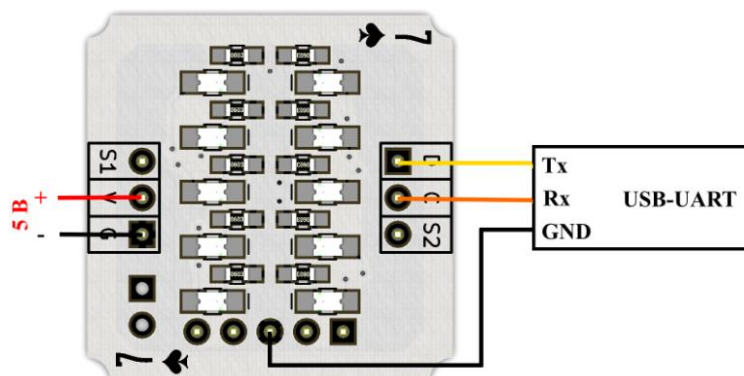 ♠ 7
S1
V
G
5 В + -
D
C
S2
Tx
Rx
GND
USB-UART
7 ♠